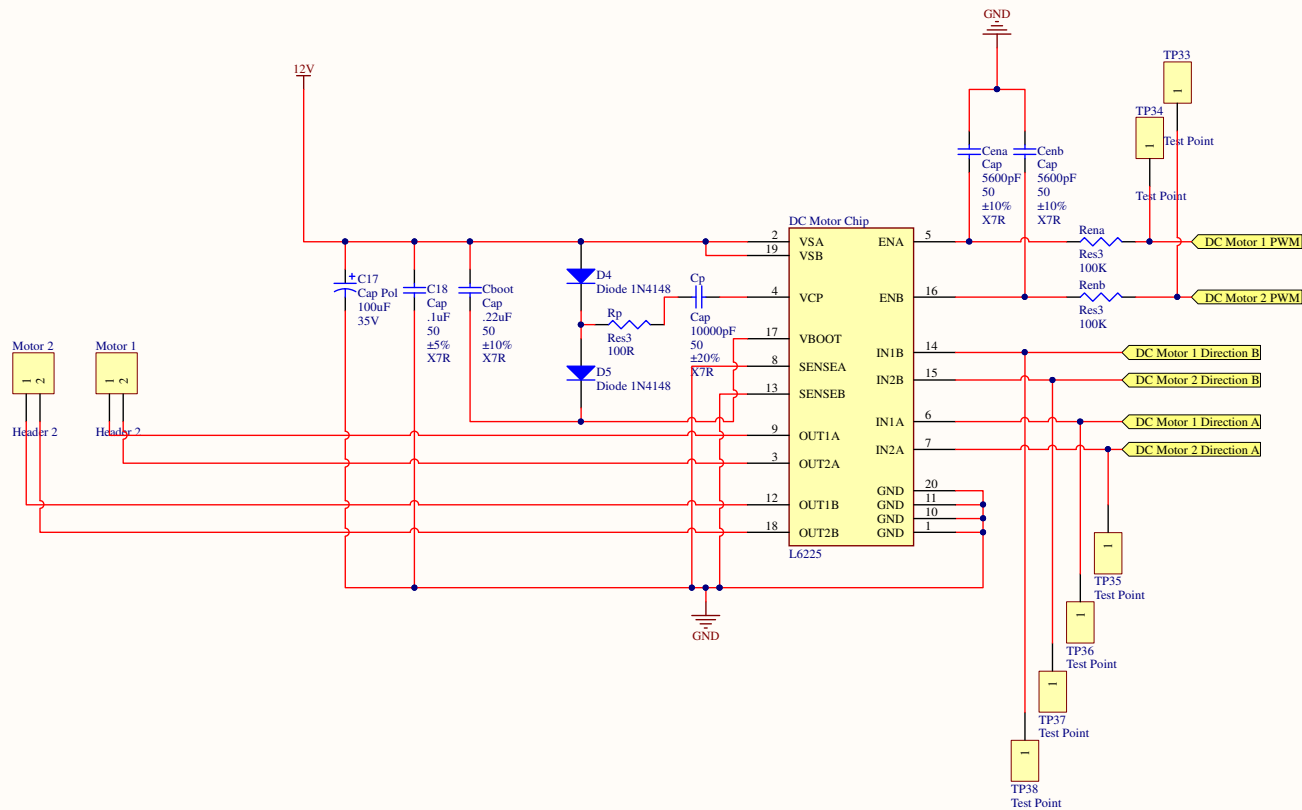 GND
12V
TP33
1
Test Point
TP34
1
Test Point
Cena
Cap
5600pF
50
±10%
X7R
Cenb
Cap
5600pF
50
±10%
X7R
Rena
Res3
100K
DC Motor 1 PWM
Renb
Res3
100K
DC Motor 2 PWM
C17
+
Cap Pol
100uF
35V
C18
Cap
.1uF
50
±5%
X7R
Cboot
Cap
.22uF
50
±10%
X7R
D4
Diode 1N4148
Rp
Res3
100R
D5
Diode 1N4148
Cp
Cap
10000pF
50
±20%
X7R
DC Motor Chip
2 VSA
19 VSB
4 VCP
17 VBOOT
8 SENSEA
13 SENSEB
9 OUT1A
3 OUT2A
12 OUT1B
18 OUT2B
ENA 5
ENB 16
IN1B 14
IN2B 15
IN1A 6
IN2A 7
GND 20
GND 11
GND 10
GND 1
L6225
DC Motor 1 Direction B
DC Motor 2 Direction B
DC Motor 1 Direction A
DC Motor 2 Direction A
Motor 2
1 2
Header 2
Motor 1
1 2
Header 2
GND
1
TP35
Test Point
1
TP36
Test Point
1
TP37
Test Point
1
TP38
Test Point